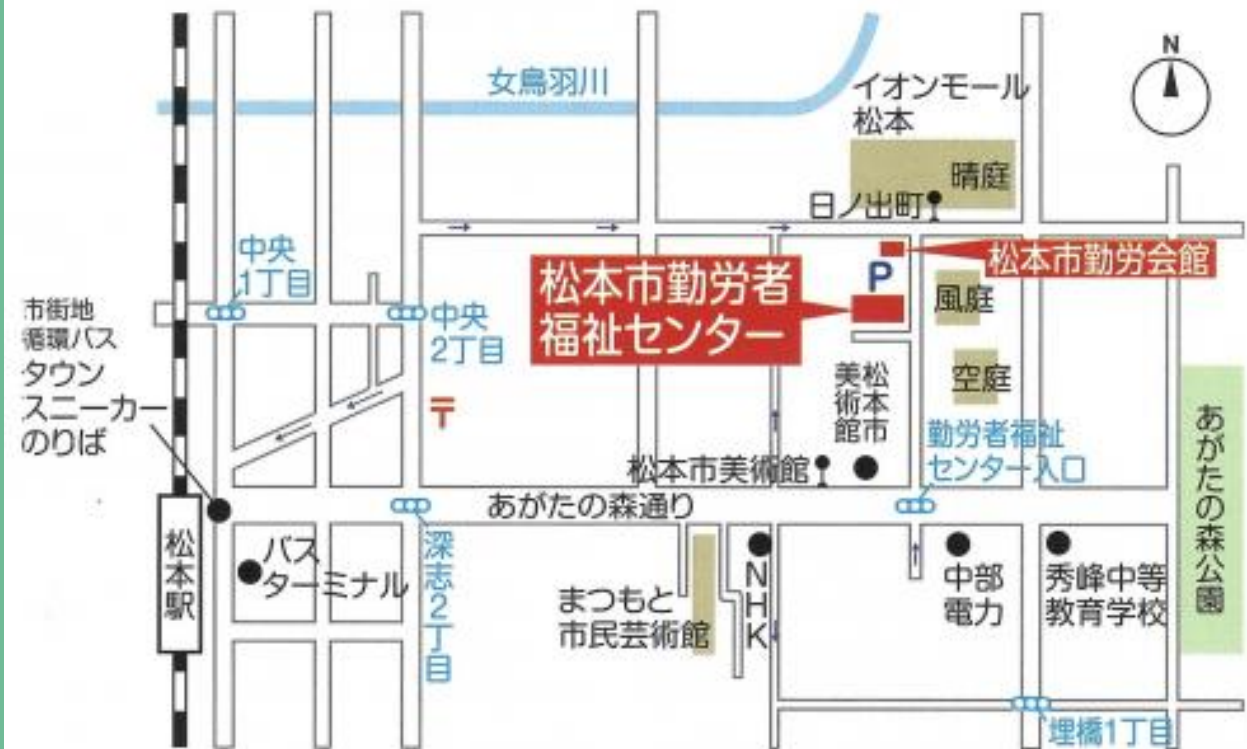 N
女鳥羽川
イオンモール
松本
晴庭
日ノ出町
中央
1丁目
松本市勤労会館
P
松本市勤労者
福祉センター
風庭
市街地
循環バス
タウン
スニーカー
のりば
中央
2丁目
空庭
松本市
美術館
〒
あがたの森公園
勤労者福祉
センター入口
松本市美術館
あがたの森通り
松本駅
バス
ターミナル
深志2丁目
まつもと
市民芸術館
NHK
中部
電力
秀峰中等
教育学校
埋橋1丁目